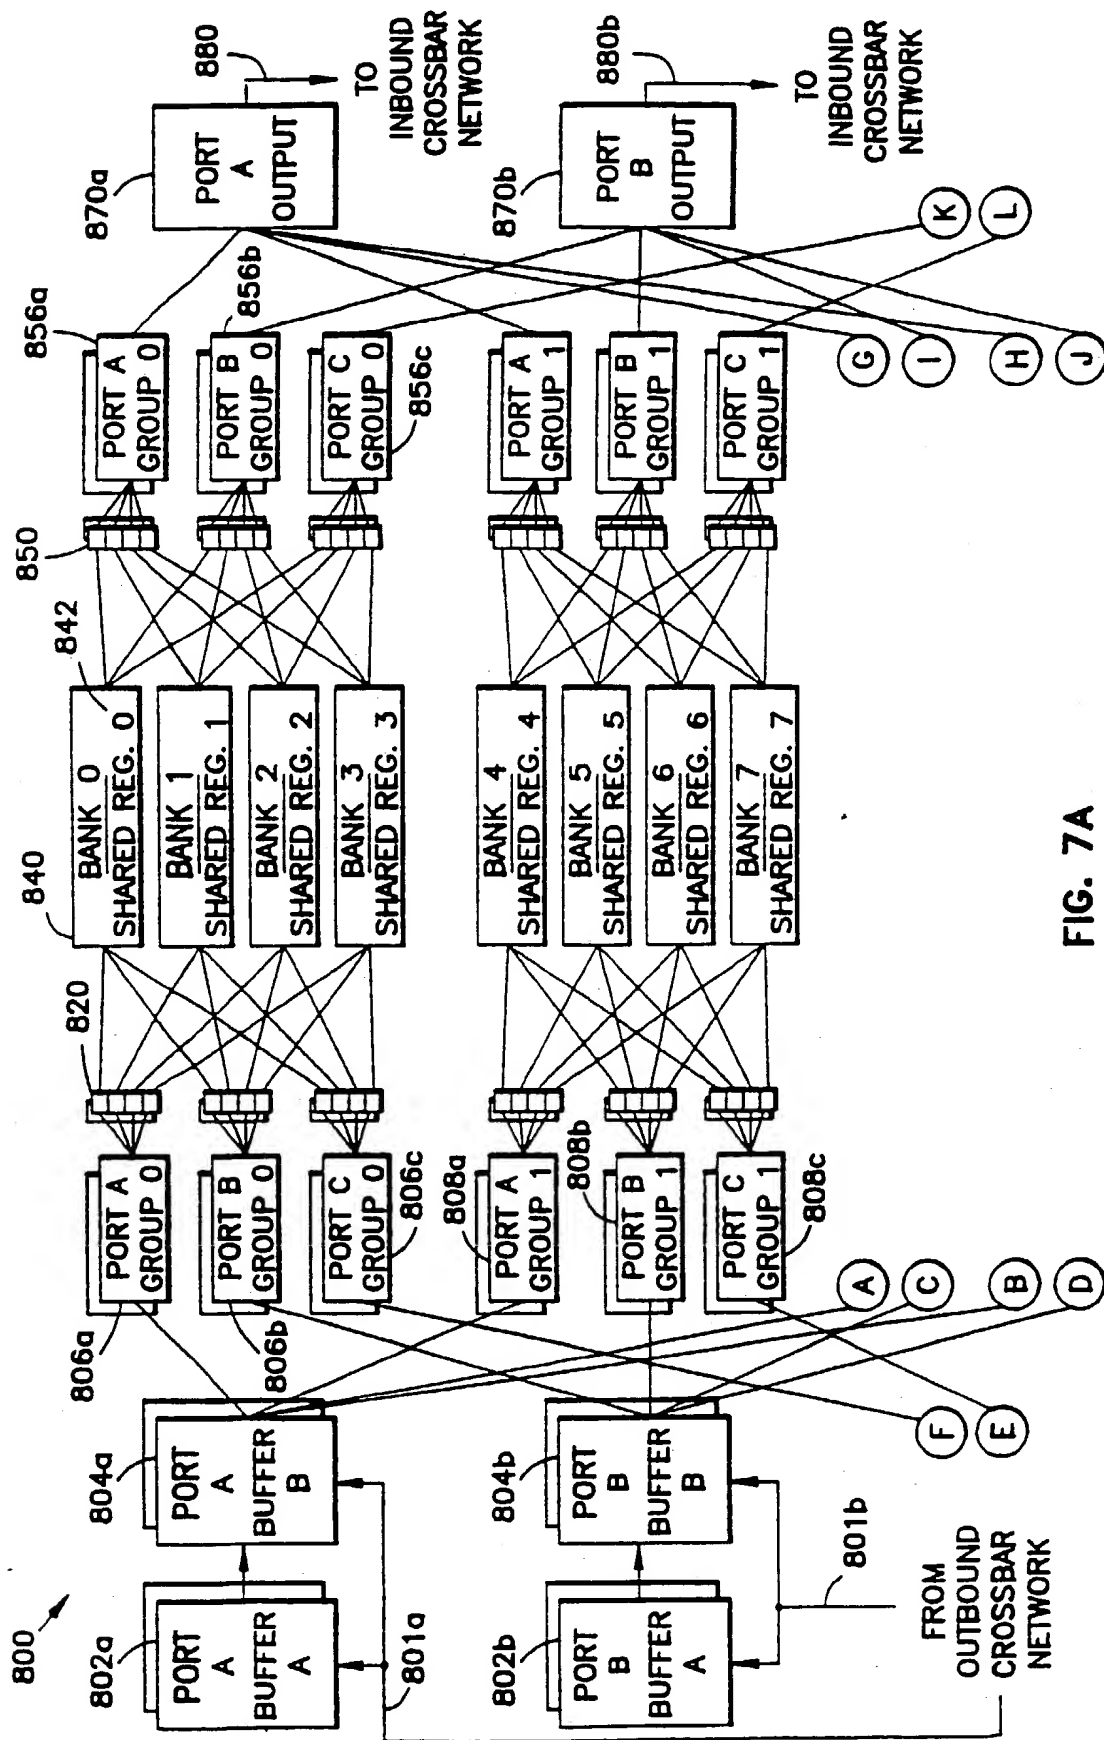 800
802a
PORT
A
BUFFER
A
801a
804a
PORT
A
BUFFER
B
802b
PORT
B
BUFFER
A
804b
PORT
B
BUFFER
B
801b
FROM
OUTBOUND
CROSSBAR
NETWORK
F
E
A
C
B
D
806a
PORT A
GROUP 0
806b
PORT B
GROUP 0
806c
PORT C
GROUP 0
808a
PORT A
GROUP 1
808b
PORT B
GROUP 1
808c
PORT C
GROUP 1
820
840
842
BANK 0
SHARED REG. 0
BANK 1
SHARED REG. 1
BANK 2
SHARED REG. 2
BANK 3
SHARED REG. 3
BANK 4
SHARED REG. 4
BANK 5
SHARED REG. 5
BANK 6
SHARED REG. 6
BANK 7
SHARED REG. 7
850
856a
PORT A
GROUP 0
856b
PORT B
GROUP 0
856c
PORT C
GROUP 0
PORT A
GROUP 1
PORT B
GROUP 1
PORT C
GROUP 1
G
I
H
J
K
L
870a
PORT
A
OUTPUT
880
TO
INBOUND
CROSSBAR
NETWORK
870b
PORT
B
OUTPUT
880b
TO
INBOUND
CROSSBAR
NETWORK
FIG. 7A